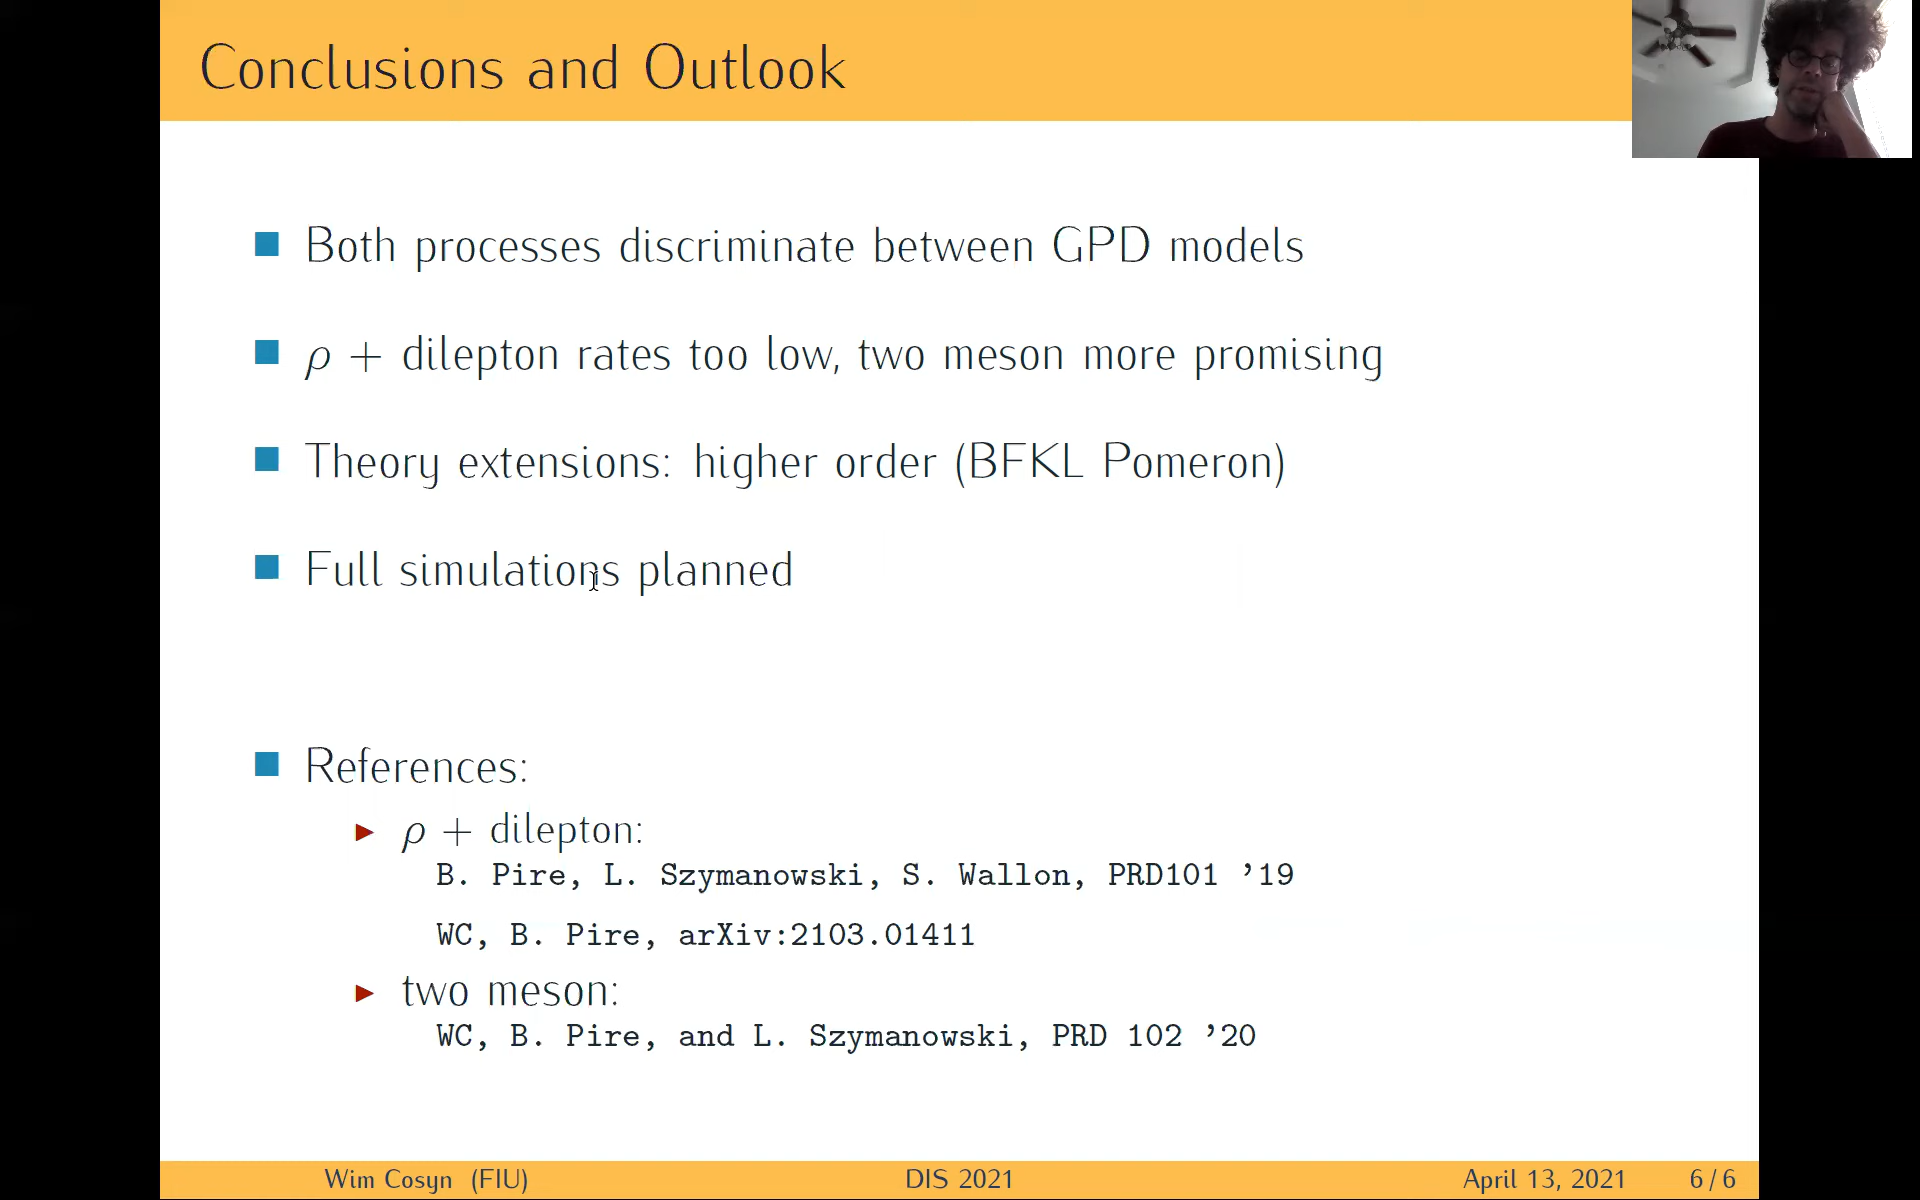 Conclusions and Outlook
Both processes discriminate between GPD models
ρ + dilepton rates too low, two meson more promising
Theory extensions: higher order (BFKL Pomeron)
Full simulations planned
References:
ρ + dilepton:
B. Pire, L. Szymanowski, S. Wallon, PRD101 ’19
WC, B. Pire, arXiv:2103.01411
two meson:
WC, B. Pire, and L. Szymanowski, PRD 102 ’20
Wim Cosyn (FIU) DIS 2021 April 13, 2021 6 / 6